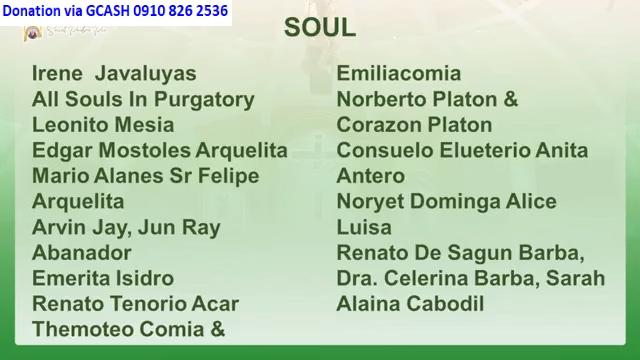 Donation via GCASH 0910 826 2536
SOUL
Irene Javaluyas
All Souls In Purgatory
Leonito Mesia
Edgar Mostoles Arquelita
Mario Alanes Sr Felipe
Arquelita
Arvin Jay, Jun Ray
Abanador
Emerita Isidro
Renato Tenorio Acar
Themoteo Comia &
Emiliacomia
Norberto Platon &
Corazon Platon
Consuelo Elueterio Anita
Antero
Noryet Dominga Alice
Luisa
Renato De Sagun Barba,
Dra. Celerina Barba, Sarah
Alaina Cabodil